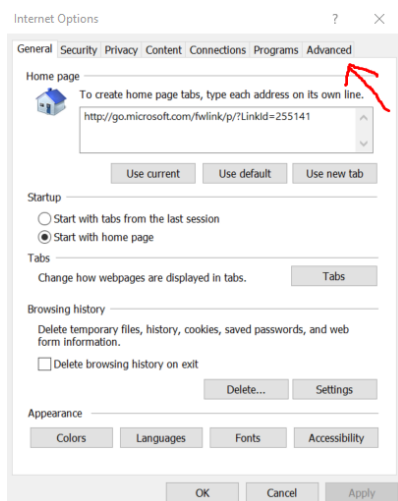 Internet Options ? ×
General Security Privacy Content Connections Programs Advanced
Home page
To create home page tabs, type each address on its own line.
http://go.microsoft.com/fwlink/p/?LinkId=255141
Use current Use default Use new tab
Startup
Start with tabs from the last session
Start with home page
Tabs
Change how webpages are displayed in tabs. Tabs
Browsing history
Delete temporary files, history, cookies, saved passwords, and web
form information.
Delete browsing history on exit
Delete... Settings
Appearance
Colors Languages Fonts Accessibility
OK Cancel Apply